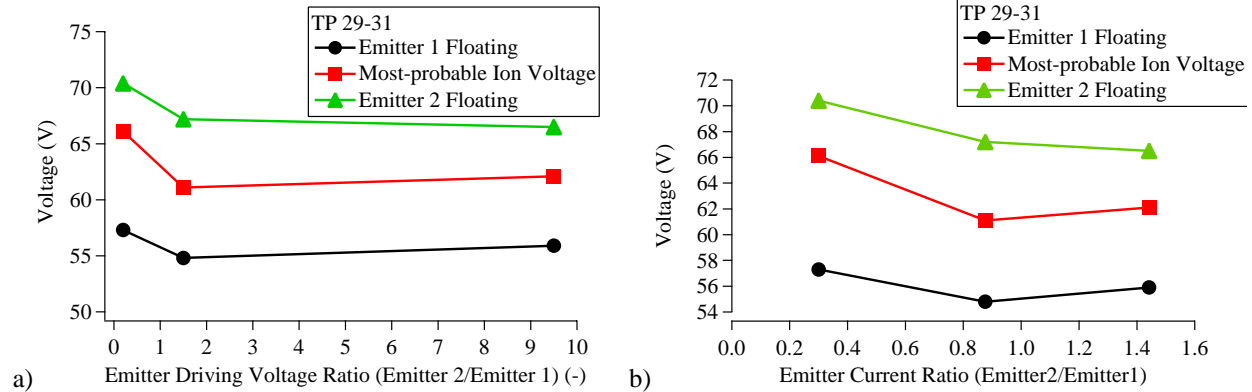 TP 29-31
Emitter 1 Floating
Most-probable Ion Voltage
Emitter 2 Floating
75
70
65
60
55
50
Voltage (V)
0 1 2 3 4 5 6 7 8 9 10
a) Emitter Driving Voltage Ratio (Emitter 2/Emitter 1) (-)
TP 29-31
Emitter 1 Floating
Most-probable Ion Voltage
Emitter 2 Floating
72
70
68
66
64
62
60
58
56
54
Voltage (V)
0.0 0.2 0.4 0.6 0.8 1.0 1.2 1.4 1.6
b) Emitter Current Ratio (Emitter2/Emitter1)